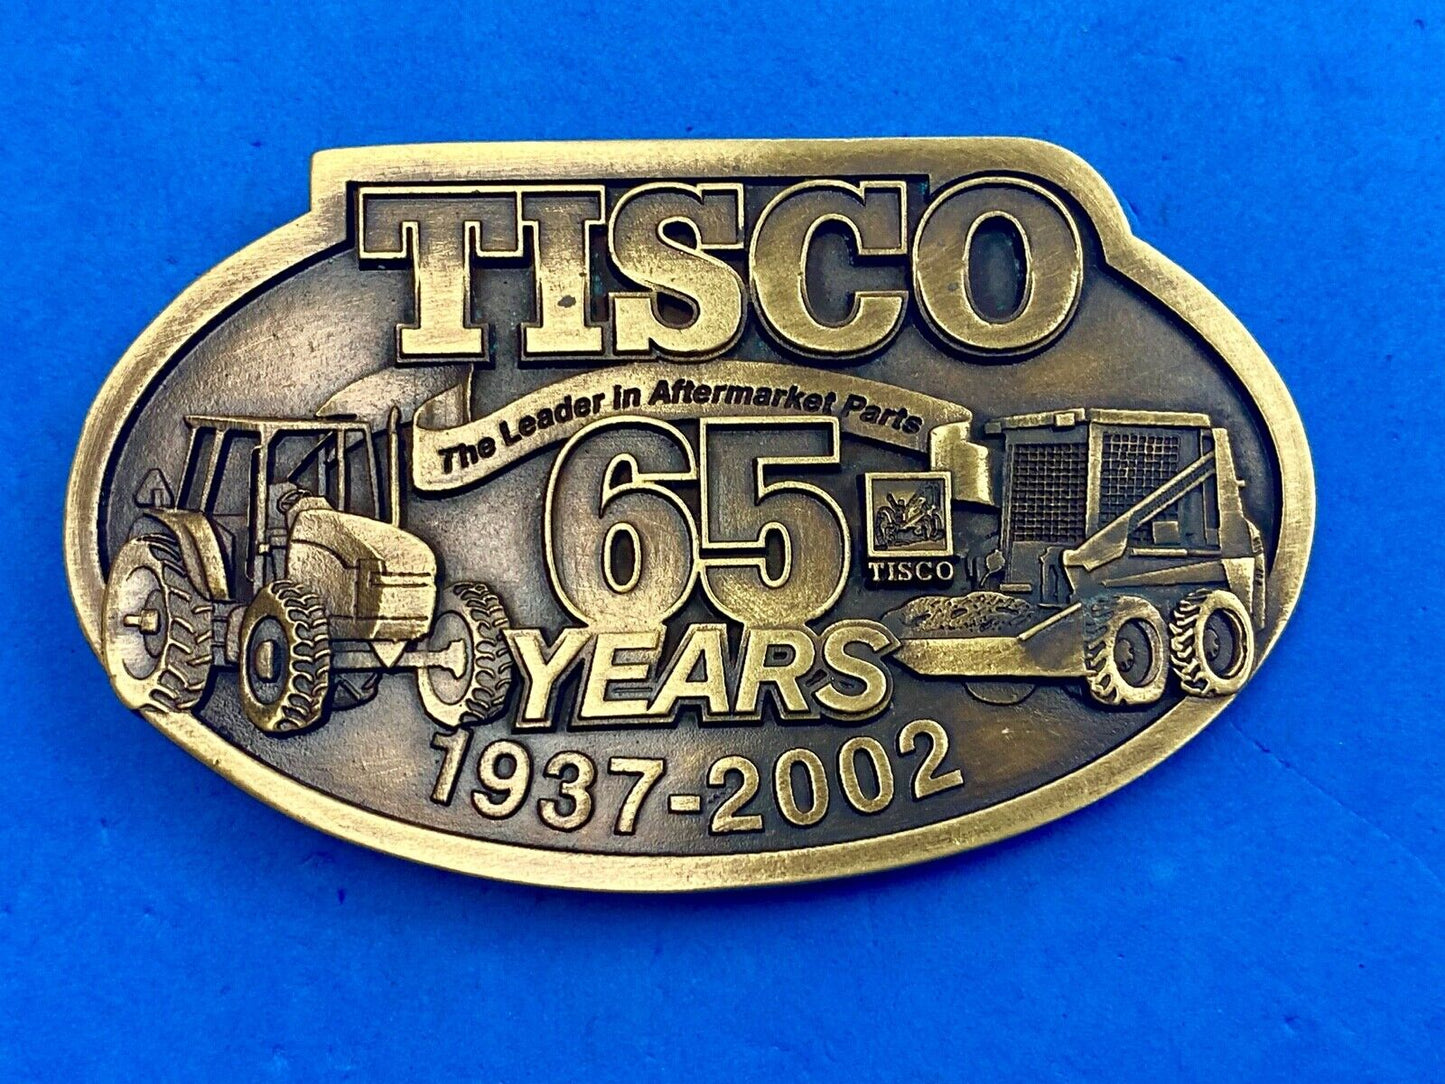 TISCO
The Leader in Aftermarket Parts
65
TISCO
YEARS
1937-2002